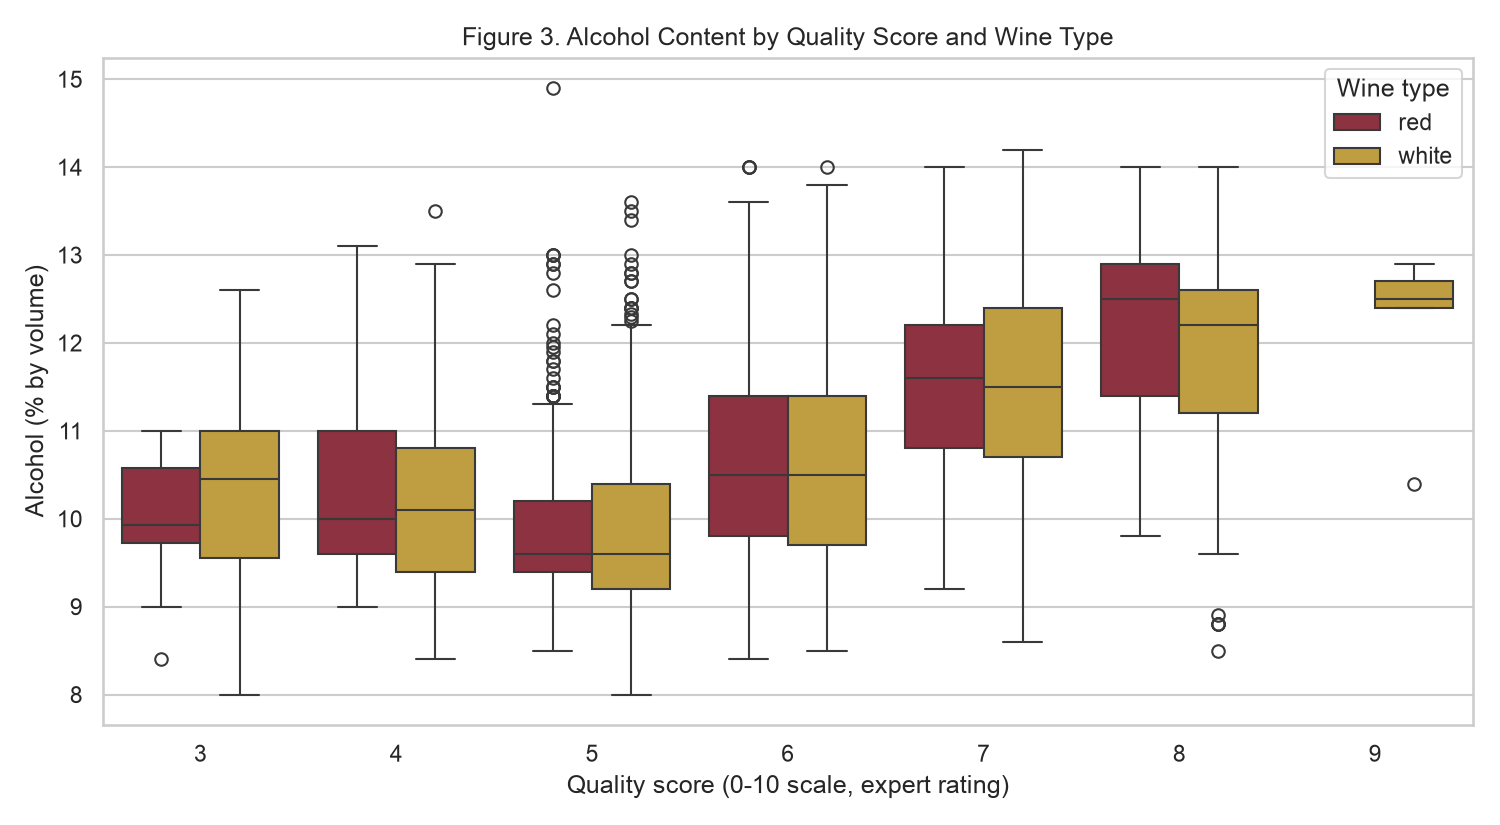 Figure 3. Alcohol Content by Quality Score and Wine Type
Wine type
red
white
Alcohol (% by volume)
15
14
13
12
11
10
9
8
3 4 5 6 7 8 9
Quality score (0-10 scale, expert rating)